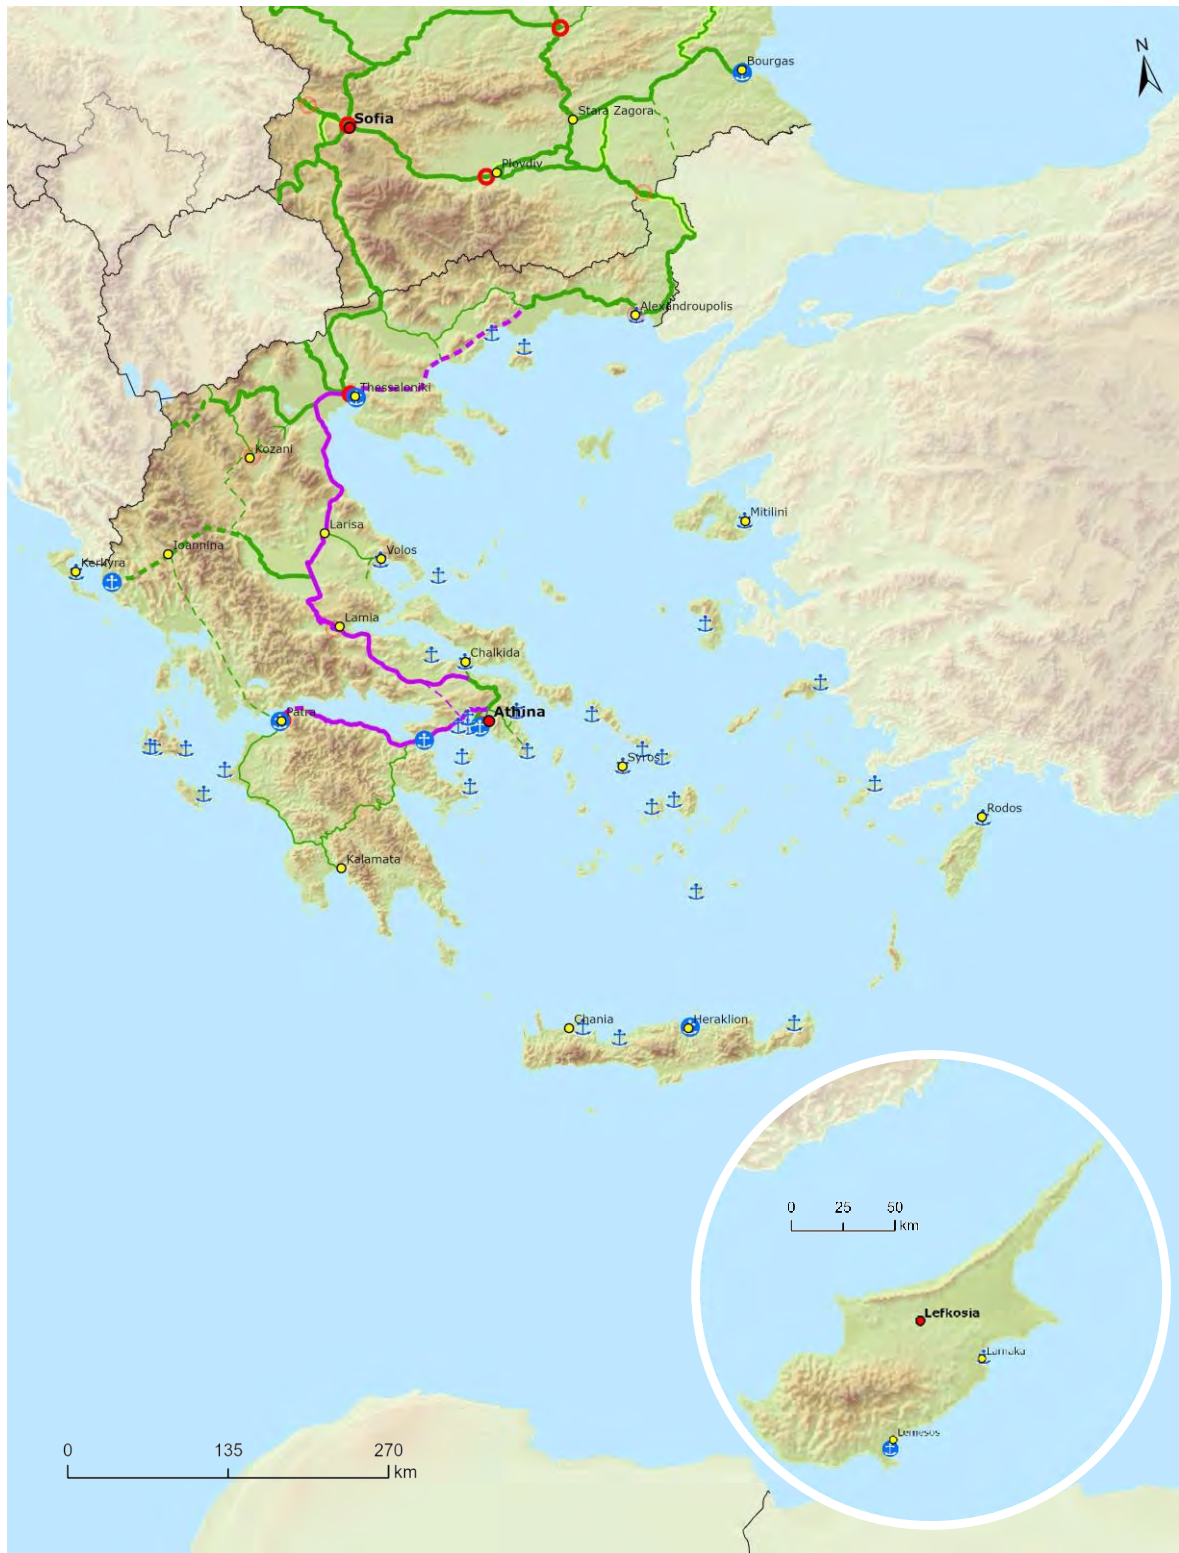 N
Bourgas
Stara Zagora
Sofia
Plovdiv
Alexandroupolis
Thessaloniki
Kozani
Mitilini
Larisa
Ioannina
Volos
Kerkyra
Lamia
Chalkida
Patra
Athina
Syros
Rodos
Kalamata
Chania
Heraklion
0 25 50
km
Lefkosia
Larnaka
Lemesos
0 135 270
km